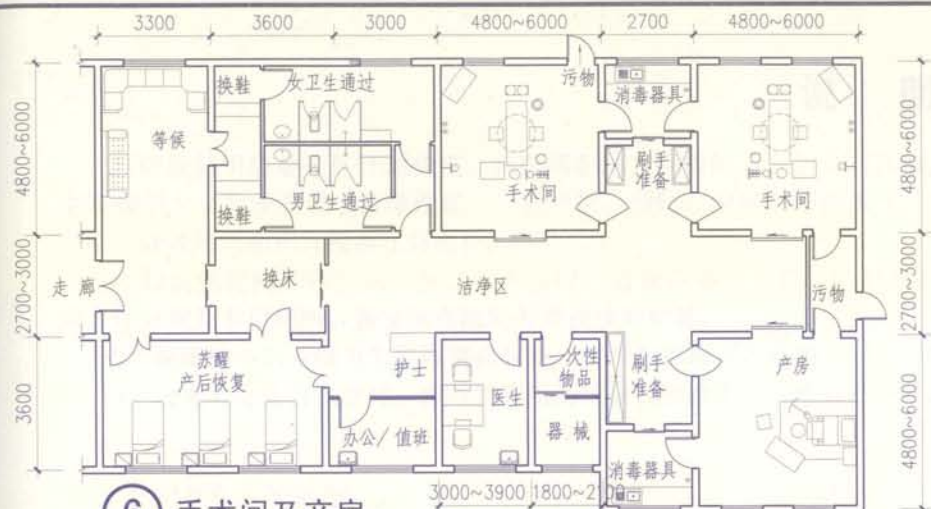 3300 3600 3000 4800~6000 2700 4800~6000
换鞋
女卫生通过
污物
消毒器具
等候
刷手
准备
手术间
手术间
4800~6000
4800~6000
男卫生通过
换鞋
走廊
换床
洁净区
污物
2700~3000
2700~3000
苏醒
产后恢复
护士
一次性
物品
刷手
准备
产房
医生
3600
办公/值班
器械
消毒器具
4800~6000
3000~3900 1800~2100
6 手术间及产房